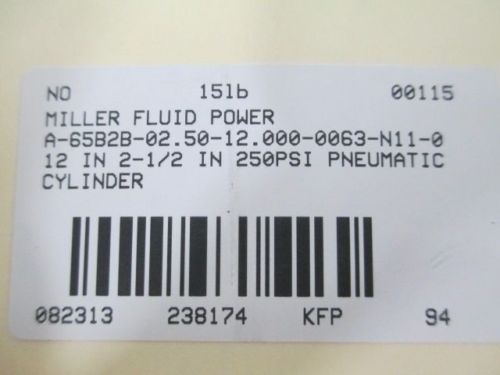 NO 15lb 00115
MILLER FLUID POWER
A-65B2B-02.50-12.000-0063-N11-0
12 IN 2-1/2 IN 250PSI PNEUMATIC
CYLINDER
082313 238174 KFP 94